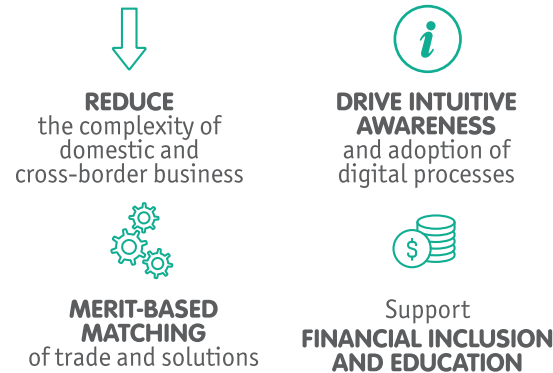 REDUCE
the complexity of
domestic and
cross-border business
DRIVE INTUITIVE
AWARENESS
and adoption of
digital processes
MERIT-BASED
MATCHING
of trade and solutions
$
Support
FINANCIAL INCLUSION
AND EDUCATION